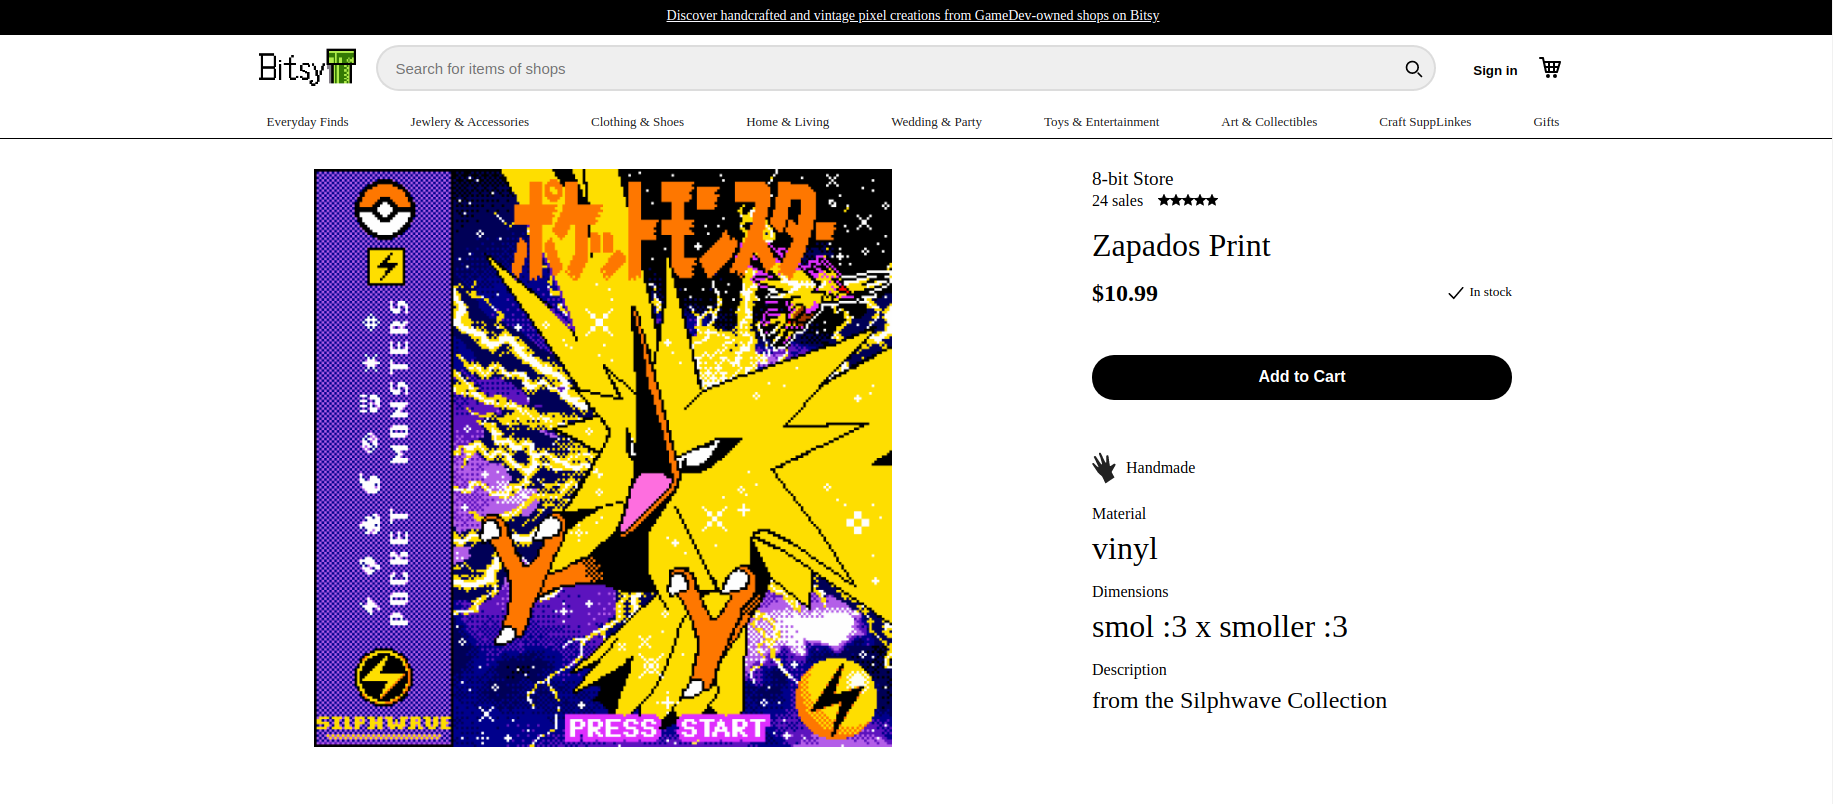 Discover handcrafted and vintage pixel creations from GameDev-owned shops on Bitsy
Bitsy
Search for items of shops
Sign in
Everyday Finds
Jewlery & Accessories
Clothing & Shoes
Home & Living
Wedding & Party
Toys & Entertainment
Art & Collectibles
Craft SuppLinkes
Gifts
ポケットモンスター
POCKET MONSTERS
SILPHWAVE
PRESS START
8-bit Store
24 sales
Zapados Print
$10.99
In stock
Add to Cart
Handmade
Material
vinyl
Dimensions
smol :3 x smoller :3
Description
from the Silphwave Collection